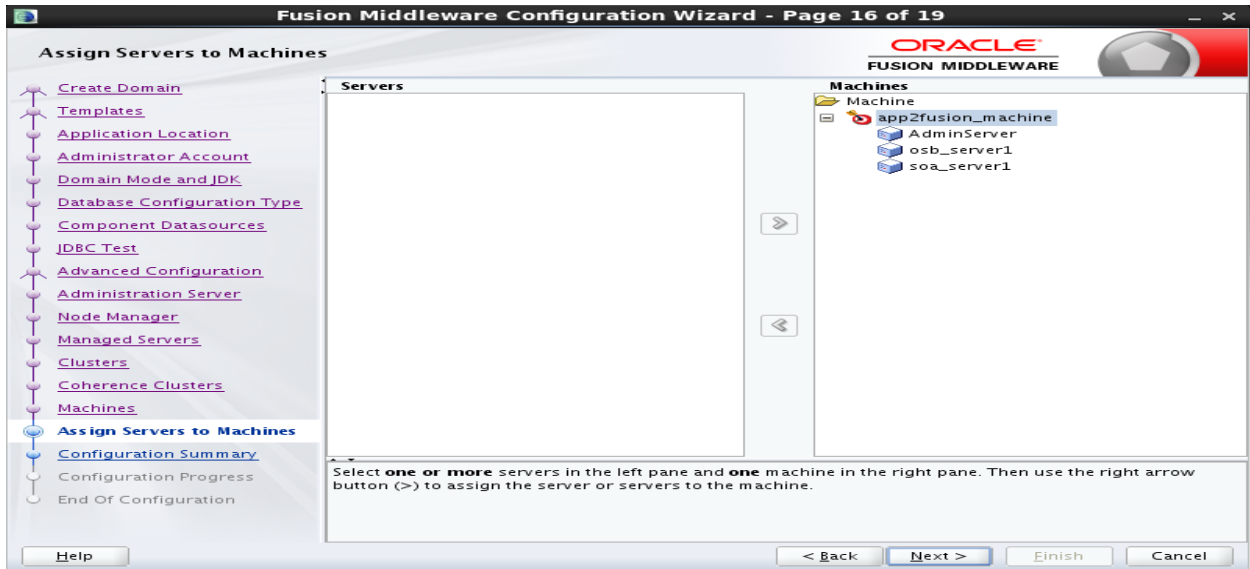 Fusion Middleware Configuration Wizard - Page 16 of 19
Assign Servers to Machines
ORACLE
FUSION MIDDLEWARE
Create Domain
Templates
Application Location
Administrator Account
Domain Mode and JDK
Database Configuration Type
Component Datasources
JDBC Test
Advanced Configuration
Administration Server
Node Manager
Managed Servers
Clusters
Coherence Clusters
Machines
Assign Servers to Machines
Configuration Summary
Configuration Progress
End Of Configuration
Servers
Machines
Machine
app2fusion_machine
AdminServer
osb_server1
soa_server1
Select one or more servers in the left pane and one machine in the right pane. Then use the right arrow
button (>) to assign the server or servers to the machine.
Help
< Back
Next >
Finish
Cancel